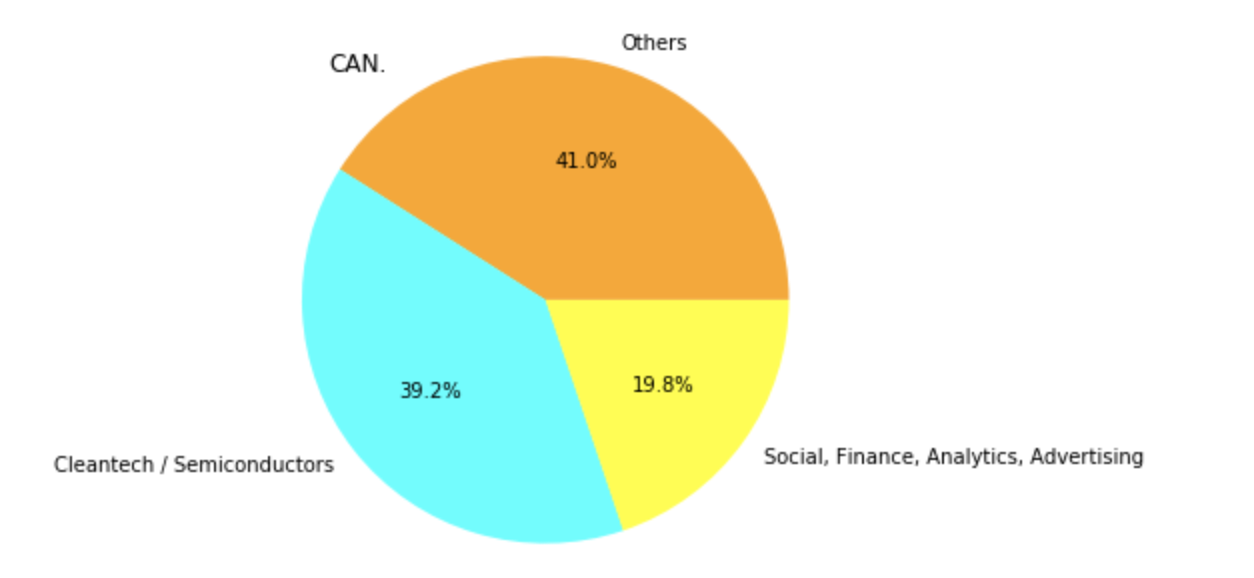 Others
CAN.
41.0%
39.2%
19.8%
Cleantech / Semiconductors
Social, Finance, Analytics, Advertising